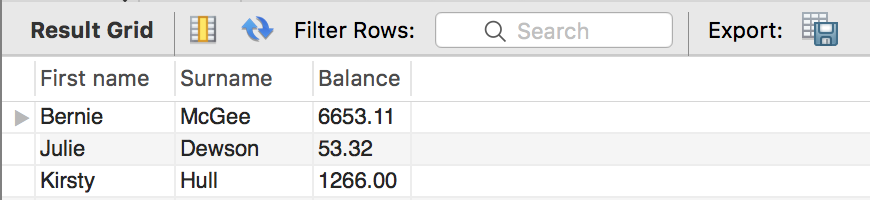 Result Grid Filter Rows: Search Export:
First name Surname Balance
Bernie McGee 6653.11
Julie Dewson 53.32
Kirsty Hull 1266.00